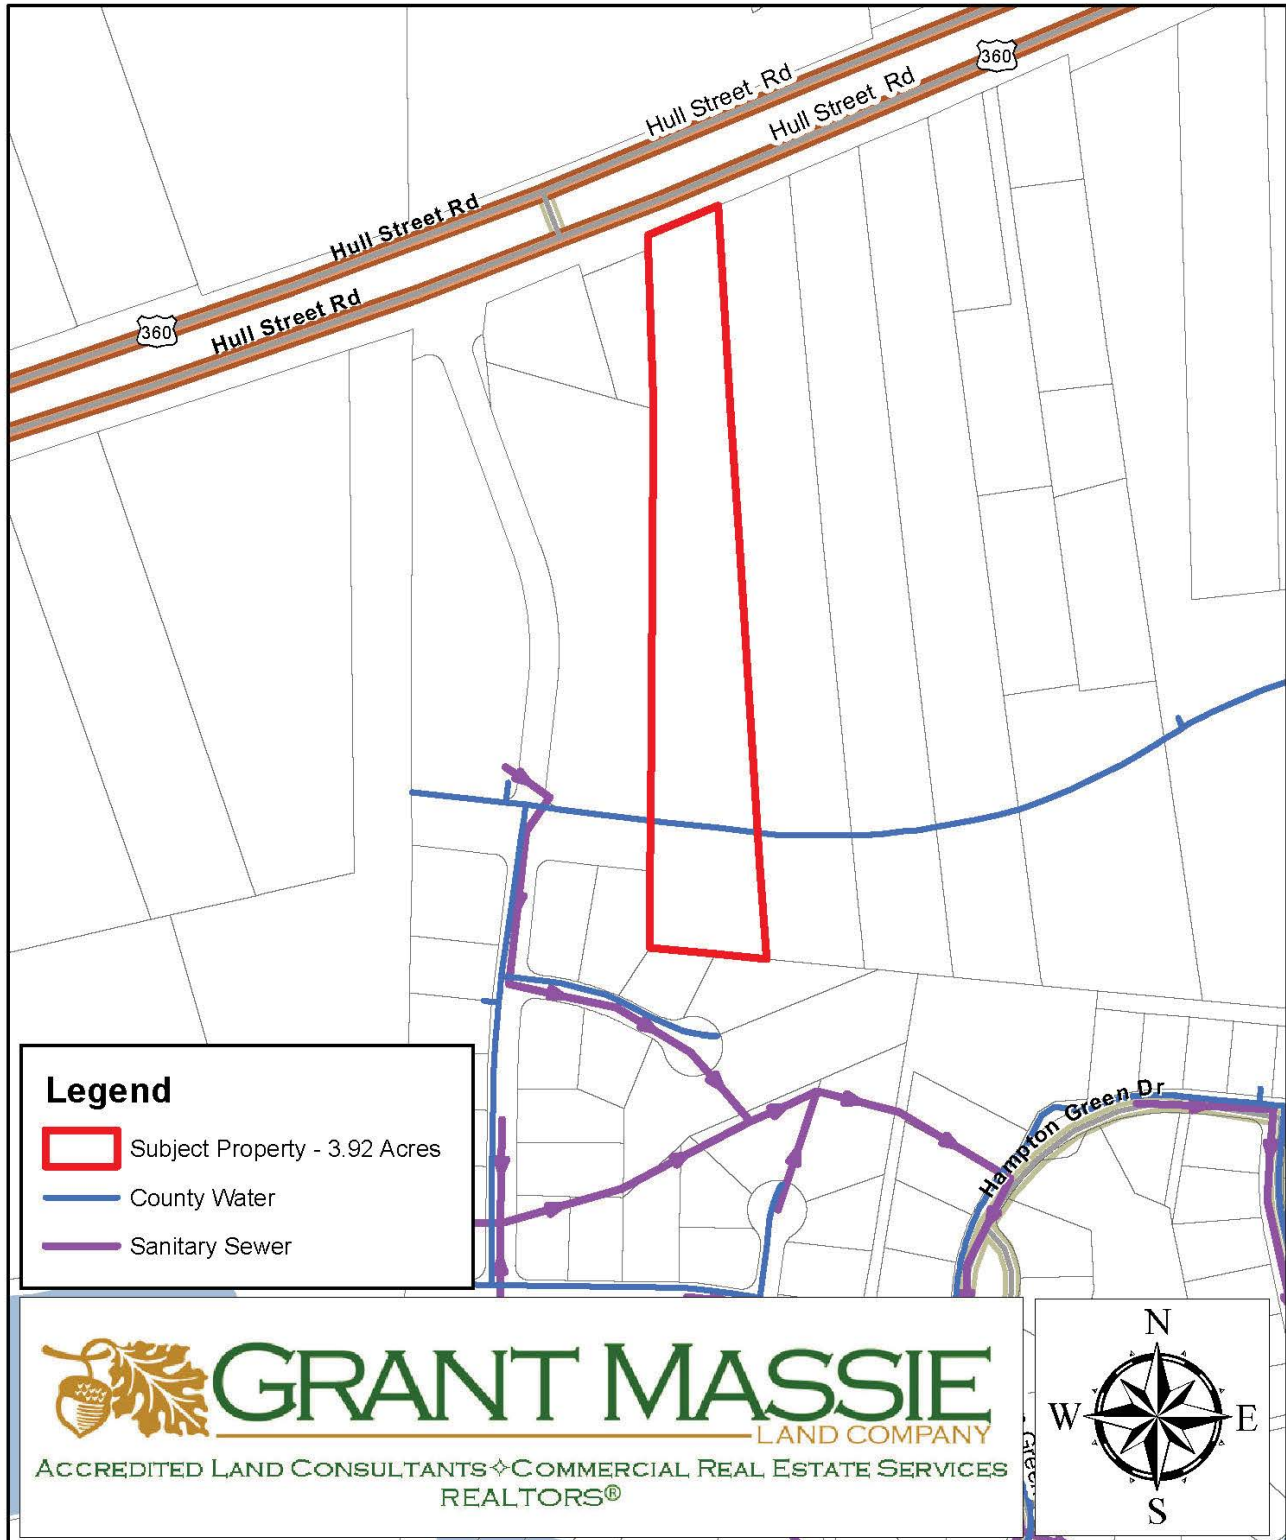 360
Hull Street Rd
Hull Street Rd
Hull Street Rd
Hull Street Rd
360
Hampton Green Dr
Legend
Subject Property - 3.92 Acres
County Water
Sanitary Sewer
GRANT MASSIE
LAND COMPANY
ACCREDITED LAND CONSULTANTS✧COMMERCIAL REAL ESTATE SERVICES
REALTORS®
N
W
E
S